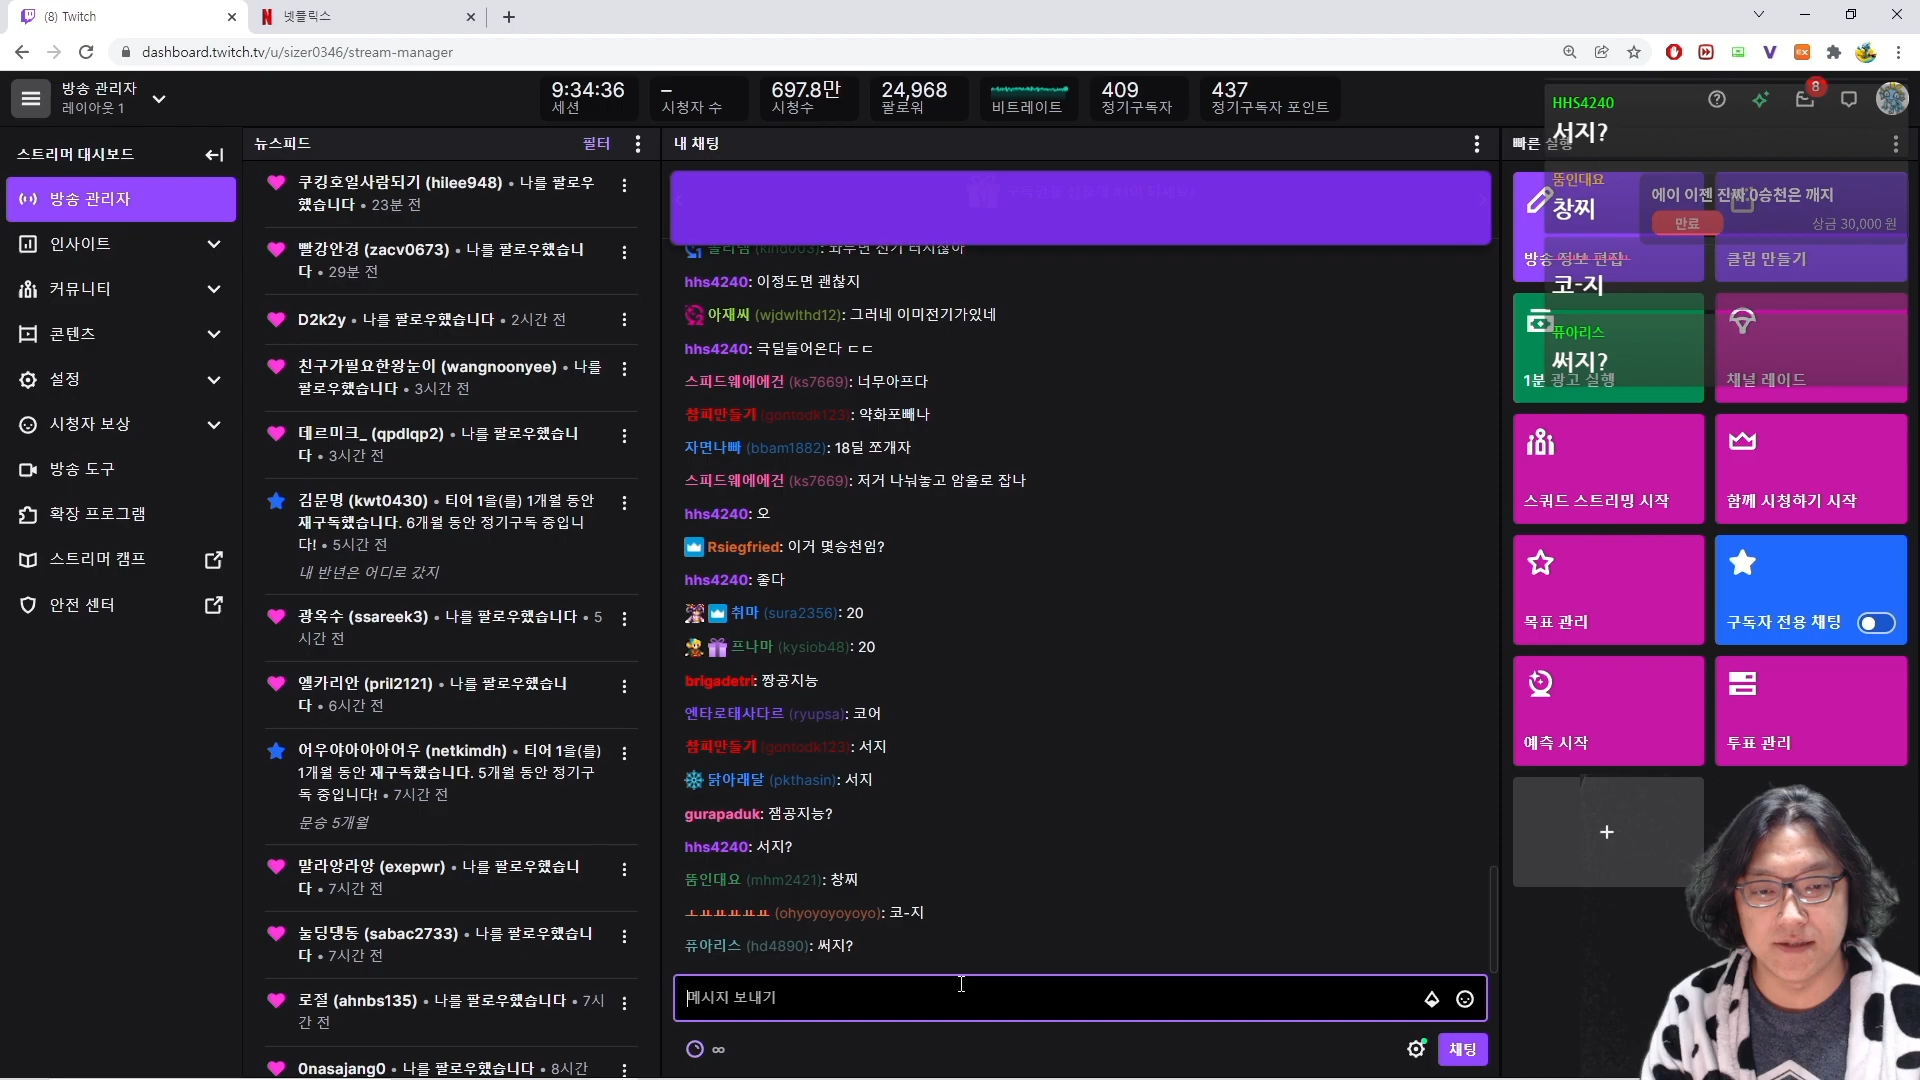 (8) Twitch
넷플릭스
dashboard.twitch.tv/u/sizer0346/stream-manager
방송 관리자
레이아웃 1
9:34:36
세션
–
시청자 수
697.8만
시청수
24,968
팔로워
비트레이트
409
정기구독자
437
정기구독자 포인트
8
스트리머 대시보드
방송 관리자
인사이트
커뮤니티
콘텐츠
설정
시청자 보상
방송 도구
확장 프로그램
스트리머 캠프
안전 센터
뉴스피드
필터
쿠킹호일사람되기 (hilee948) • 나를 팔로우
했습니다 • 23분 전
빨강안경 (zacv0673) • 나를 팔로우했습니
다 • 29분 전
D2k2y • 나를 팔로우했습니다 • 2시간 전
친구가필요한왕눈이 (wangnoonyee) • 나를
팔로우했습니다 • 3시간 전
데르미크_ (qpdlqp2) • 나를 팔로우했습니
다 • 3시간 전
김문명 (kwt0430) • 티어 1을(를) 1개월 동안
재구독했습니다. 6개월 동안 정기구독 중입니
다! • 5시간 전
내 반년은 어디로 갔지
광옥수 (ssareek3) • 나를 팔로우했습니다 • 5
시간 전
엘카리안 (pril2121) • 나를 팔로우했습니
다 • 6시간 전
어우야아아아어우 (netkimdh) • 티어 1을(를)
1개월 동안 재구독했습니다. 5개월 동안 정기구
독 중입니다! • 7시간 전
문승 5개월
말라앙라앙 (exepwr) • 나를 팔로우했습니
다 • 7시간 전
눌딩댕동 (sabac2733) • 나를 팔로우했습니
다 • 7시간 전
로절 (ahnbs135) • 나를 팔로우했습니다 • 7시
간 전
0nasajang0 • 나를 팔로우했습니다 • 8시간
내 채팅
hhs4240: 이정도면 괜찮지
아재씨 (wjdwlthd12): 그러네 이미전기가있네
hhs4240: 극딜들어온다 ㄷㄷ
스피드웨에에건 (ks7669): 너무아프다
참피만들기 (gontodk123): 약화포빼나
자면나빠 (bbam1882): 18딜 쪼개자
스피드웨에에건 (ks7669): 저거 나눠놓고 암울로 잡나
hhs4240: 오
Rsiegfried: 이거 몇승천임?
hhs4240: 좋다
취마 (sura2356): 20
프나마 (kysiob48): 20
brigadetri: 짱공지능
엔타로태사다르 (ryupsa): 코어
참피만들기 (gontodk123): 서지
닭아래달 (pkthasin): 서지
gurapaduk: 잼공지능?
hhs4240: 서지?
뚬인대요 (mhm2421): 창찌
ㅗㅛㅛㅛㅛㅛ (ohyoyoyoyoyo): 코-지
퓨아리스 (hd4890): 써지?
메시지 보내기
∞
채팅
빠른 실행
HHS4240
서지?
뚬인대요
창찌
코-지
퓨아리스
써지?
에이 이젠 진짜 0승천은 깨지
만료
상금 30,000 원
방송 정보 편집
클립 만들기
1분 광고 실행
채널 레이드
스쿼드 스트리밍 시작
함께 시청하기 시작
목표 관리
구독자 전용 채팅
예측 시작
투표 관리
+